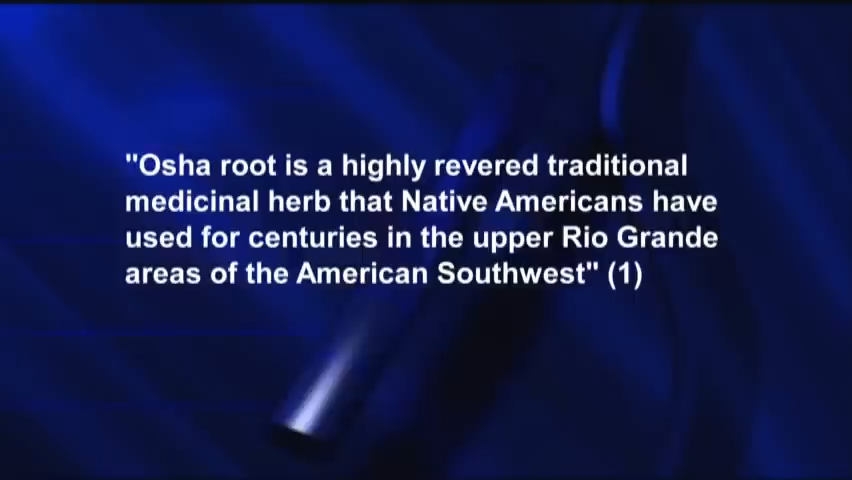 "Osha root is a highly revered traditional
medicinal herb that Native Americans have
used for centuries in the upper Rio Grande
areas of the American Southwest" (1)